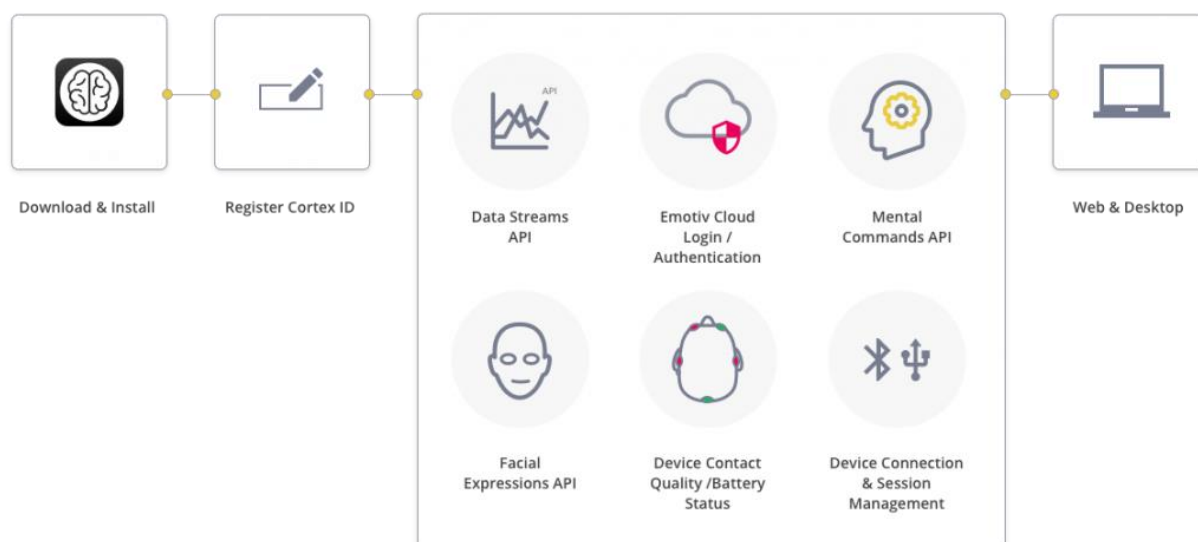 API
Download & Install
Register Cortex ID
Data Streams
API
Emotiv Cloud
Login /
Authentication
Mental
Commands API
Web & Desktop
Facial
Expressions API
Device Contact
Quality /Battery
Status
Device Connection
& Session
Management